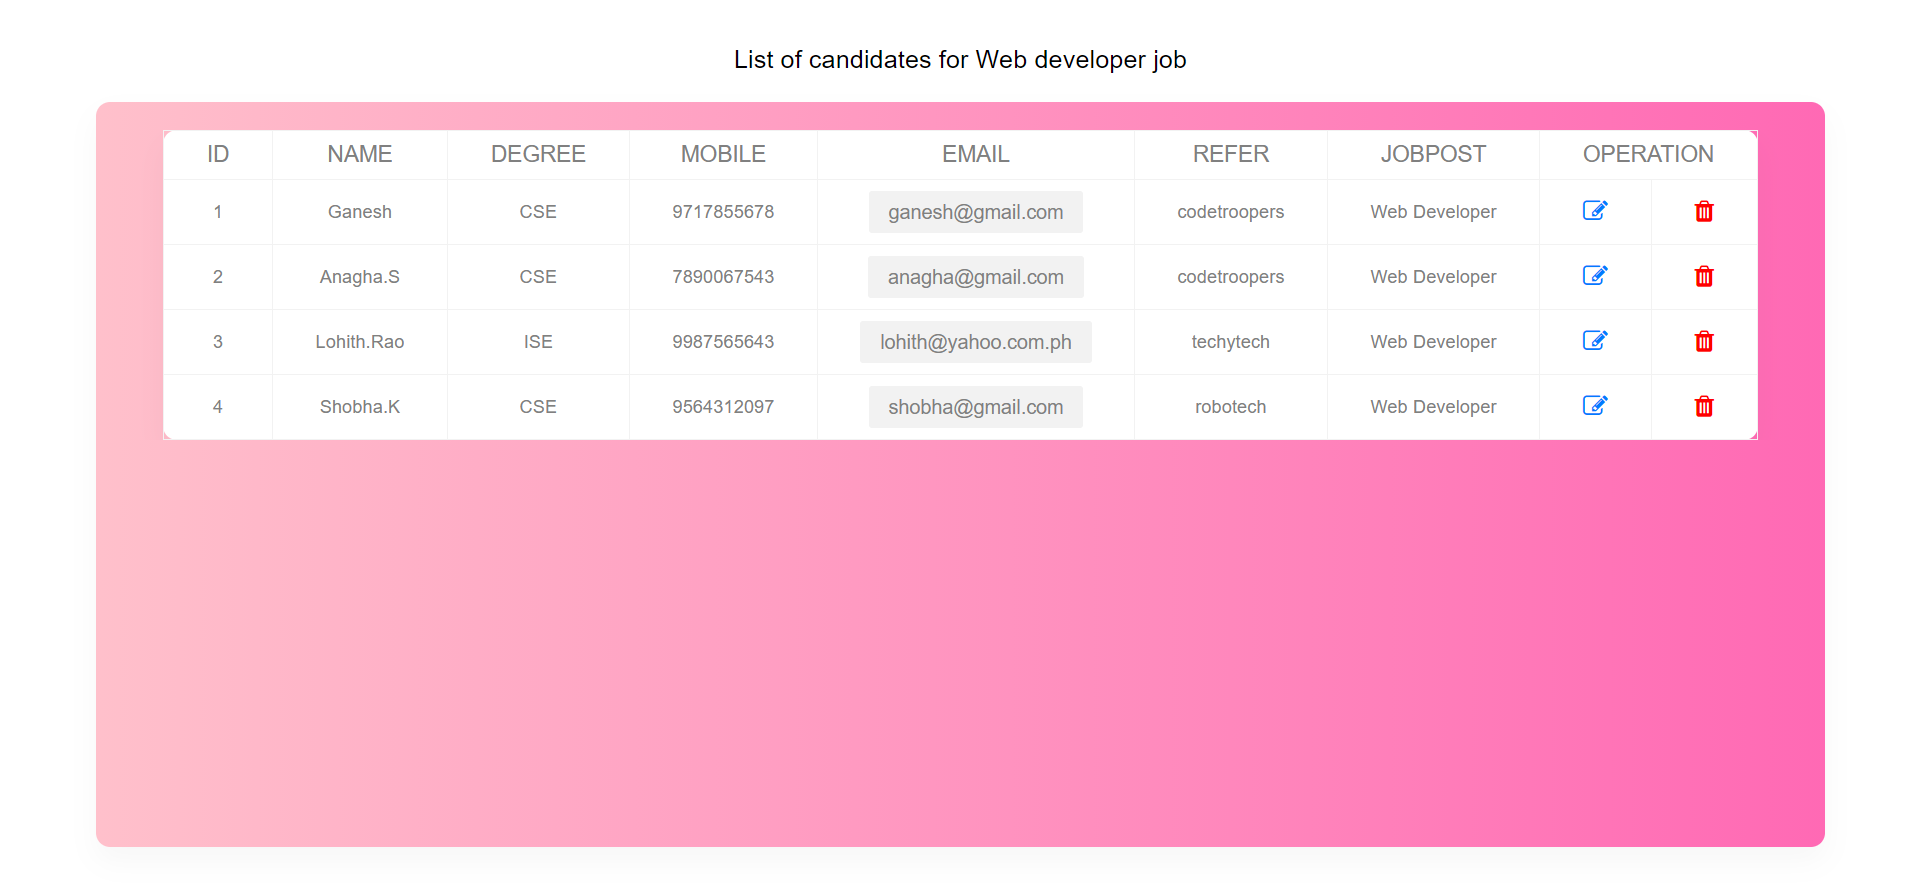 List of candidates for Web developer job
ID NAME DEGREE MOBILE EMAIL REFER JOBPOST OPERATION
1 Ganesh CSE 9717855678 ganesh@gmail.com codetroopers Web Developer
2 Anagha.S CSE 7890067543 anagha@gmail.com codetroopers Web Developer
3 Lohith.Rao ISE 9987565643 lohith@yahoo.com.ph techytech Web Developer
4 Shobha.K CSE 9564312097 shobha@gmail.com robotech Web Developer